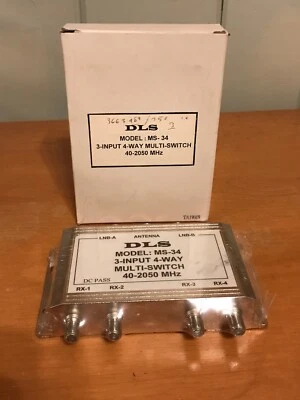 DLS
MODEL: MS-34
3-INPUT 4-WAY MULTI-SWITCH
40-2050 MHz
TAIWAN
LNB-A ANTENNA LNB-B
DLS
MODEL: MS-34
3-INPUT 4-WAY
MULTI-SWITCH
40-2050 MHz
DC PASS
RX-1 RX-2 RX-3 RX-4